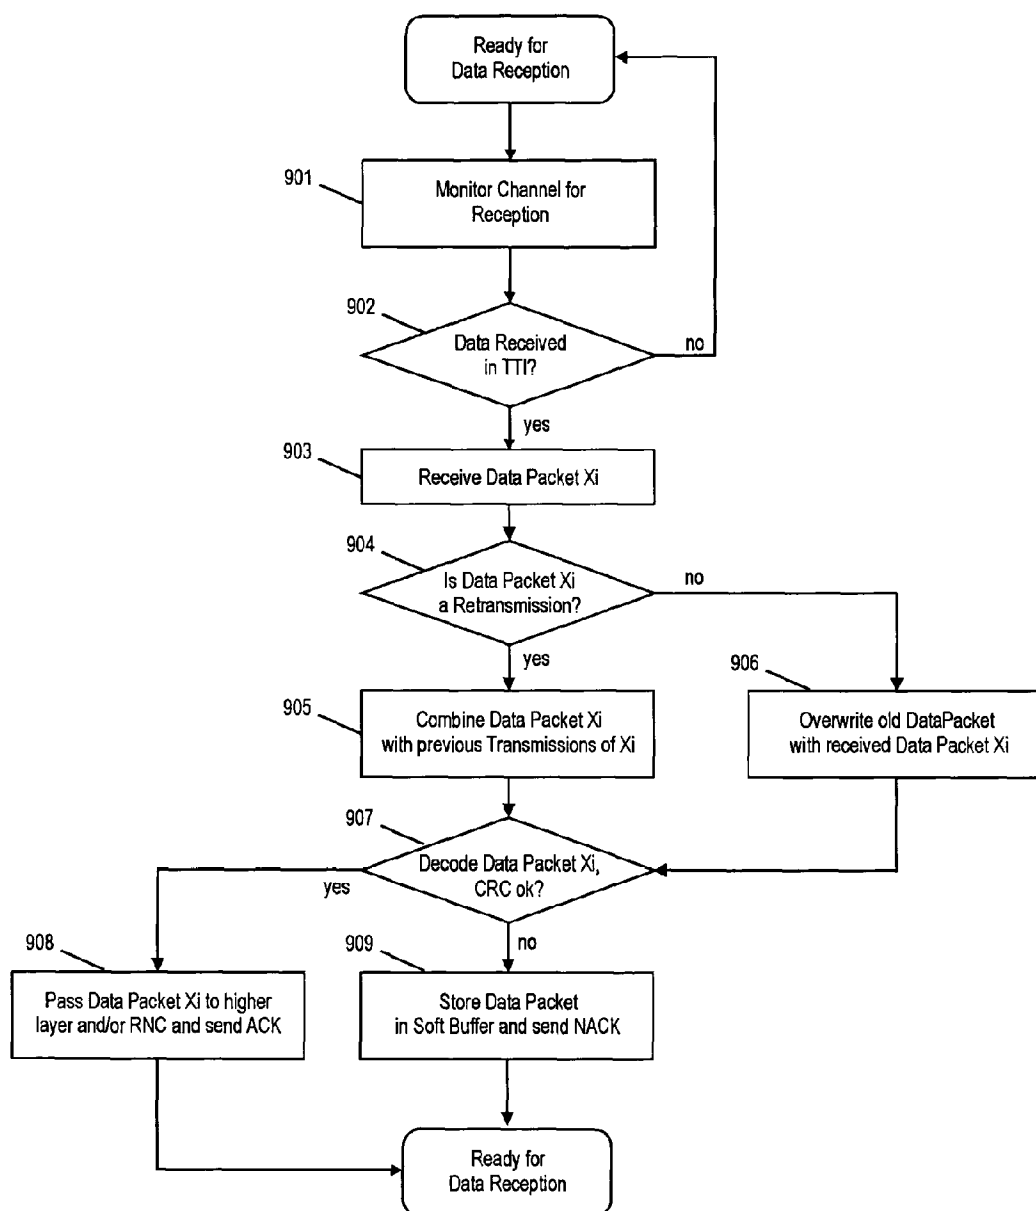 Ready for
Data Reception
901
Monitor Channel for
Reception
902
Data Received
in TTI?
no
yes
903
Receive Data Packet Xi
904
Is Data Packet Xi
a Retransmission?
no
yes
905
Combine Data Packet Xi
with previous Transmissions of Xi
906
Overwrite old DataPacket
with received Data Packet Xi
907
Decode Data Packet Xi,
CRC ok?
yes
no
908
Pass Data Packet Xi to higher
layer and/or RNC and send ACK
909
Store Data Packet
in Soft Buffer and send NACK
Ready for
Data Reception